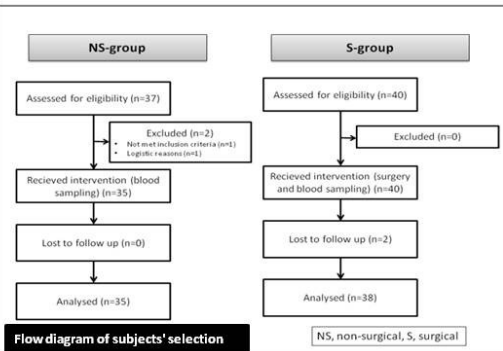 NS-group
Assessed for eligibility (n=37)
Excluded (n=2)
• Not met inclusion criteria (n=1)
• Logistic reasons (n=1)
Recieved intervention (blood
sampling) (n=35)
Lost to follow up (n=0)
Analysed (n=35)
S-group
Assessed for eligibility (n=40)
Excluded (n=0)
Recieved intervention (surgery
and blood sampling) (n=40)
Lost to follow up (n=2)
Analysed (n=38)
Flow diagram of subjects' selection
NS, non-surgical, S, surgical